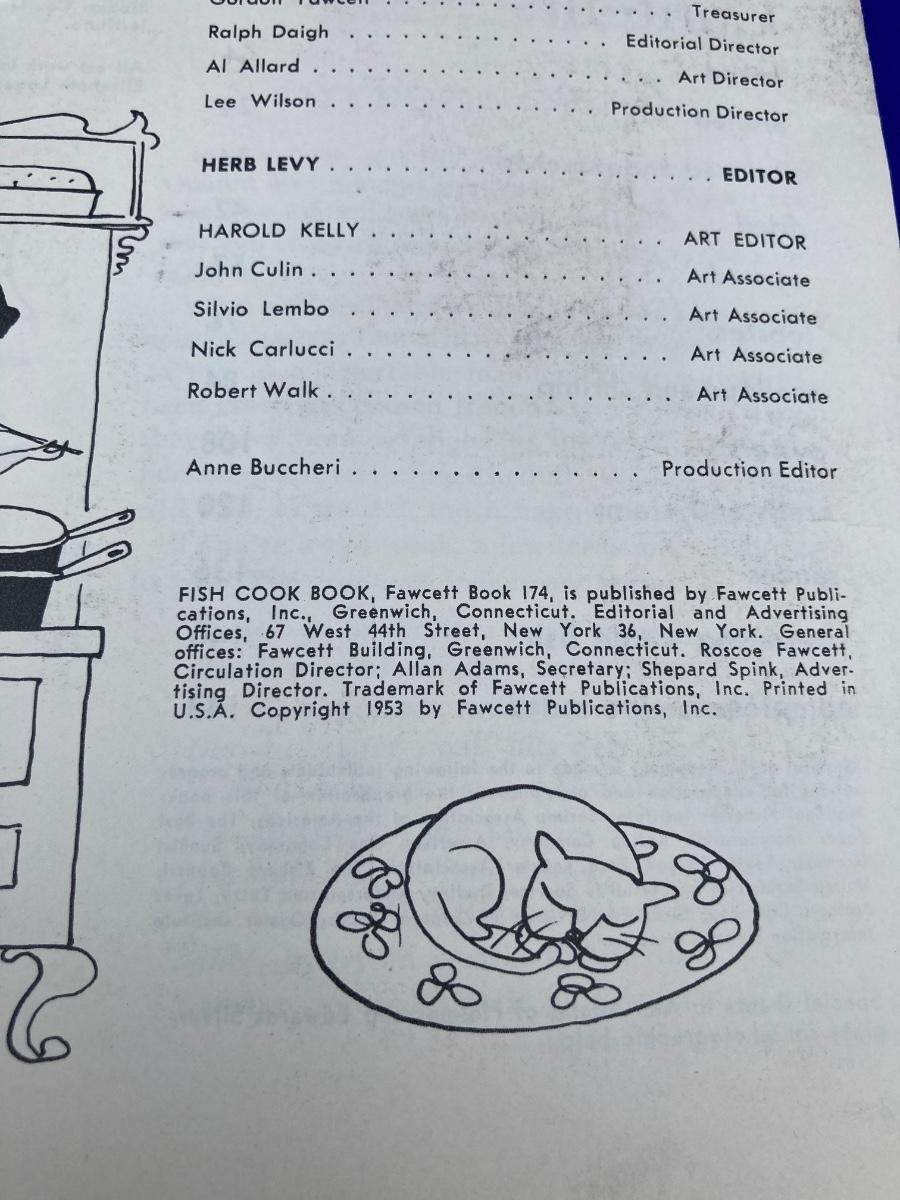 Treasurer
Ralph Daigh . . . . . . . . . . . . . . . Editorial Director
Al Allard . . . . . . . . . . . . . . . . . . . . Art Director
Lee Wilson . . . . . . . . . . . . . . . Production Director
HERB LEVY . . . . . . . . . . . . . . . . . . . . . EDITOR
HAROLD KELLY . . . . . . . . . . . . . . . ART EDITOR
John Culin . . . . . . . . . . . . . . . . . . . Art Associate
Silvio Lembo . . . . . . . . . . . . . . . . . Art Associate
Nick Carlucci . . . . . . . . . . . . . . . . . Art Associate
Robert Walk . . . . . . . . . . . . . . . . . . Art Associate
Anne Buccheri . . . . . . . . . . . . . . . Production Editor
FISH COOK BOOK, Fawcett Book 174, is published by Fawcett Publi-
cations, Inc., Greenwich, Connecticut. Editorial and Advertising
Offices, 67 West 44th Street, New York 36, New York. General
offices: Fawcett Building, Greenwich, Connecticut. Roscoe Fawcett,
Circulation Director; Allan Adams, Secretary; Shepard Spink, Adver-
tising Director. Trademark of Fawcett Publications, Inc. Printed in
U.S.A. Copyright 1953 by Fawcett Publications, Inc.